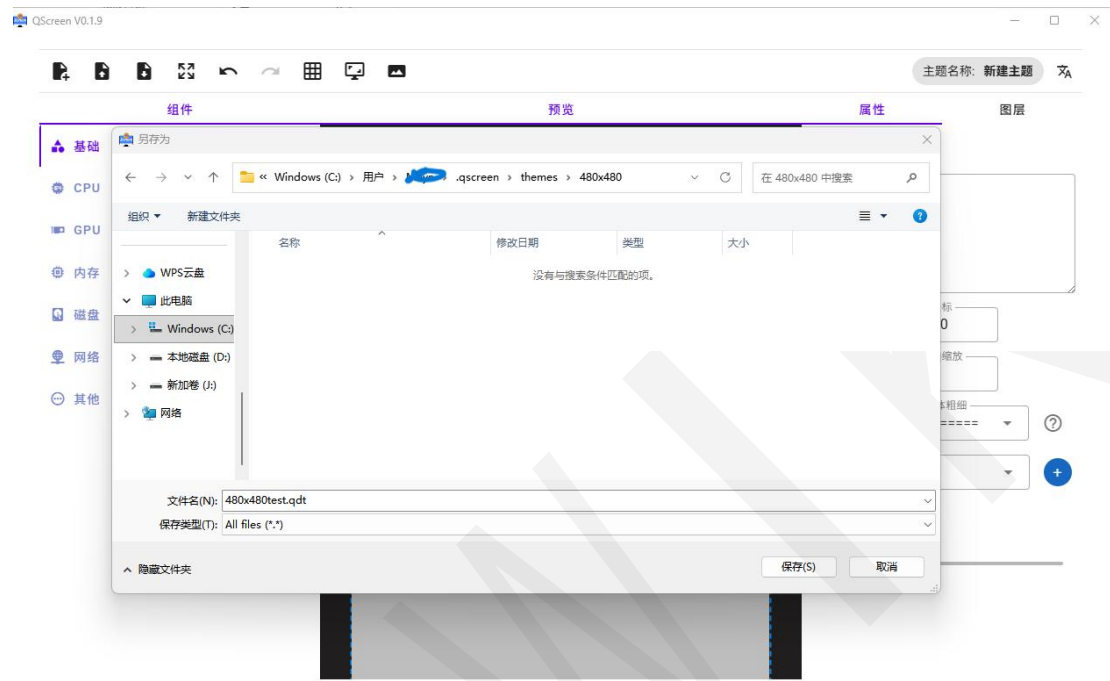 QScreen V0.1.9
主题名称: 新建主题
组件 预览 属性 图层
基础
CPU
GPU
内存
磁盘
网络
其他
另存为
« Windows (C:) › 用户 › .qscreen › themes › 480x480
在 480x480 中搜索
组织 新建文件夹
名称 修改日期 类型 大小
没有与搜索条件匹配的项。
WPS云盘
此电脑
Windows (C:)
本地磁盘 (D:)
新加卷 (J:)
网络
文件名(N): 480x480test.qdt
保存类型(T): All files (*.*)
隐藏文件夹 保存(S) 取消
标
0
缩放
体粗细
=====